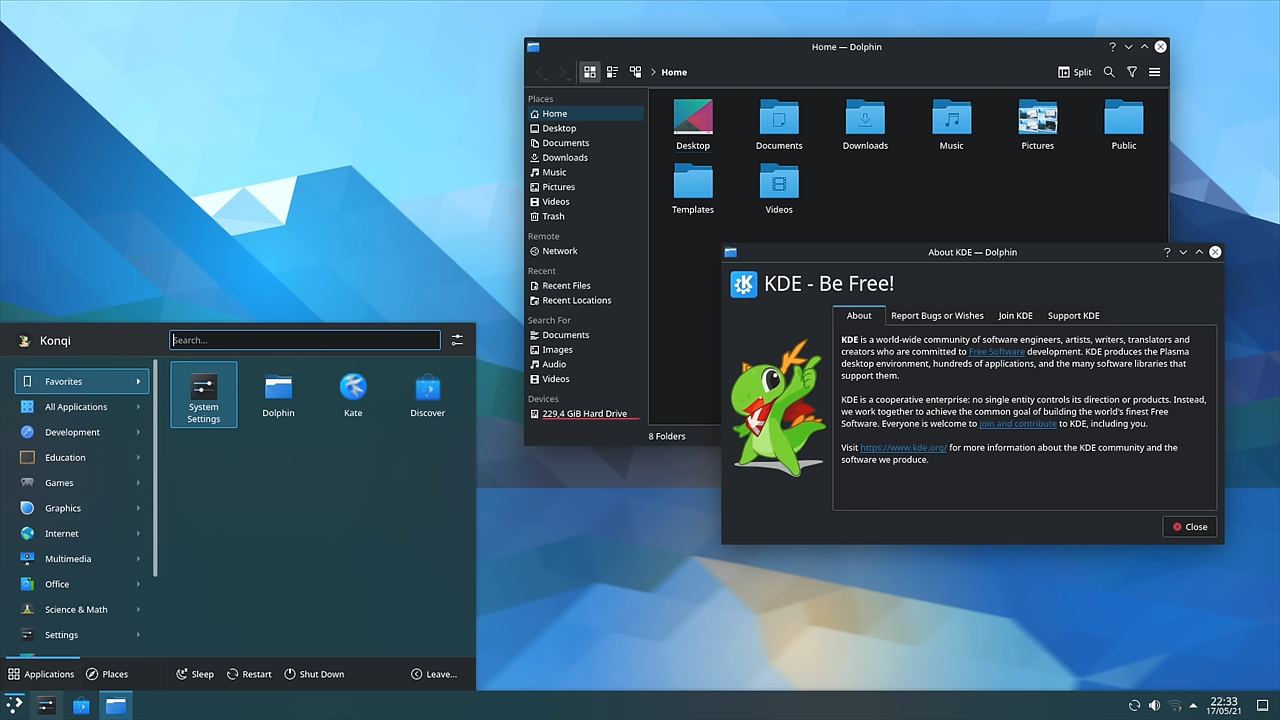 Home — Dolphin
Home
Split
Places
Home
Desktop
Documents
Downloads
Music
Pictures
Videos
Trash
Remote
Network
Recent
Recent Files
Recent Locations
Search For
Documents
Images
Audio
Videos
Devices
229,4 GiB Hard Drive
Desktop
Documents
Downloads
Music
Pictures
Public
Templates
Videos
8 Folders
About KDE — Dolphin
KDE - Be Free!
About
Report Bugs or Wishes
Join KDE
Support KDE
KDE is a world-wide community of software engineers, artists, writers, translators and
creators who are committed to Free Software development. KDE produces the Plasma
desktop environment, hundreds of applications, and the many software libraries that
support them.
KDE is a cooperative enterprise: no single entity controls its direction or products. Instead,
we work together to achieve the common goal of building the world's finest Free
Software. Everyone is welcome to join and contribute to KDE, including you.
Visit https://www.kde.org/ for more information about the KDE community and the
software we produce.
Close
Konqi
Search...
Favorites
All Applications
Development
Education
Games
Graphics
Internet
Multimedia
Office
Science & Math
Settings
System
Settings
Dolphin
Kate
Discover
Applications
Places
Sleep
Restart
Shut Down
Leave...
22:33
17/05/21